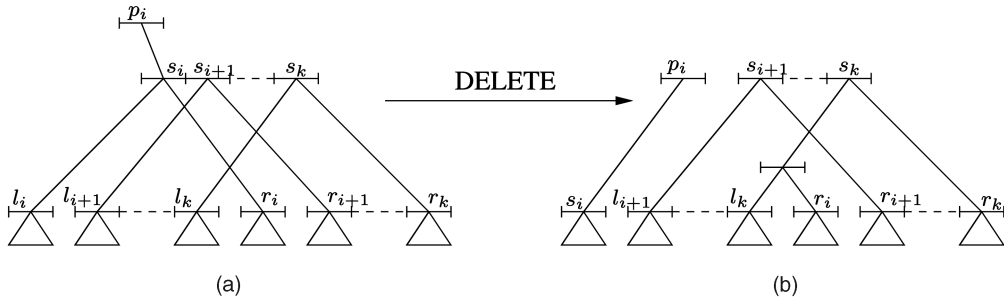 p_i
s_i s_{i+1} s_k p_i s_{i+1} s_k
DELETE
l_i l_{i+1} l_k r_i r_{i+1} r_k s_i l_{i+1} l_k r_i r_{i+1} r_k
(a) (b)